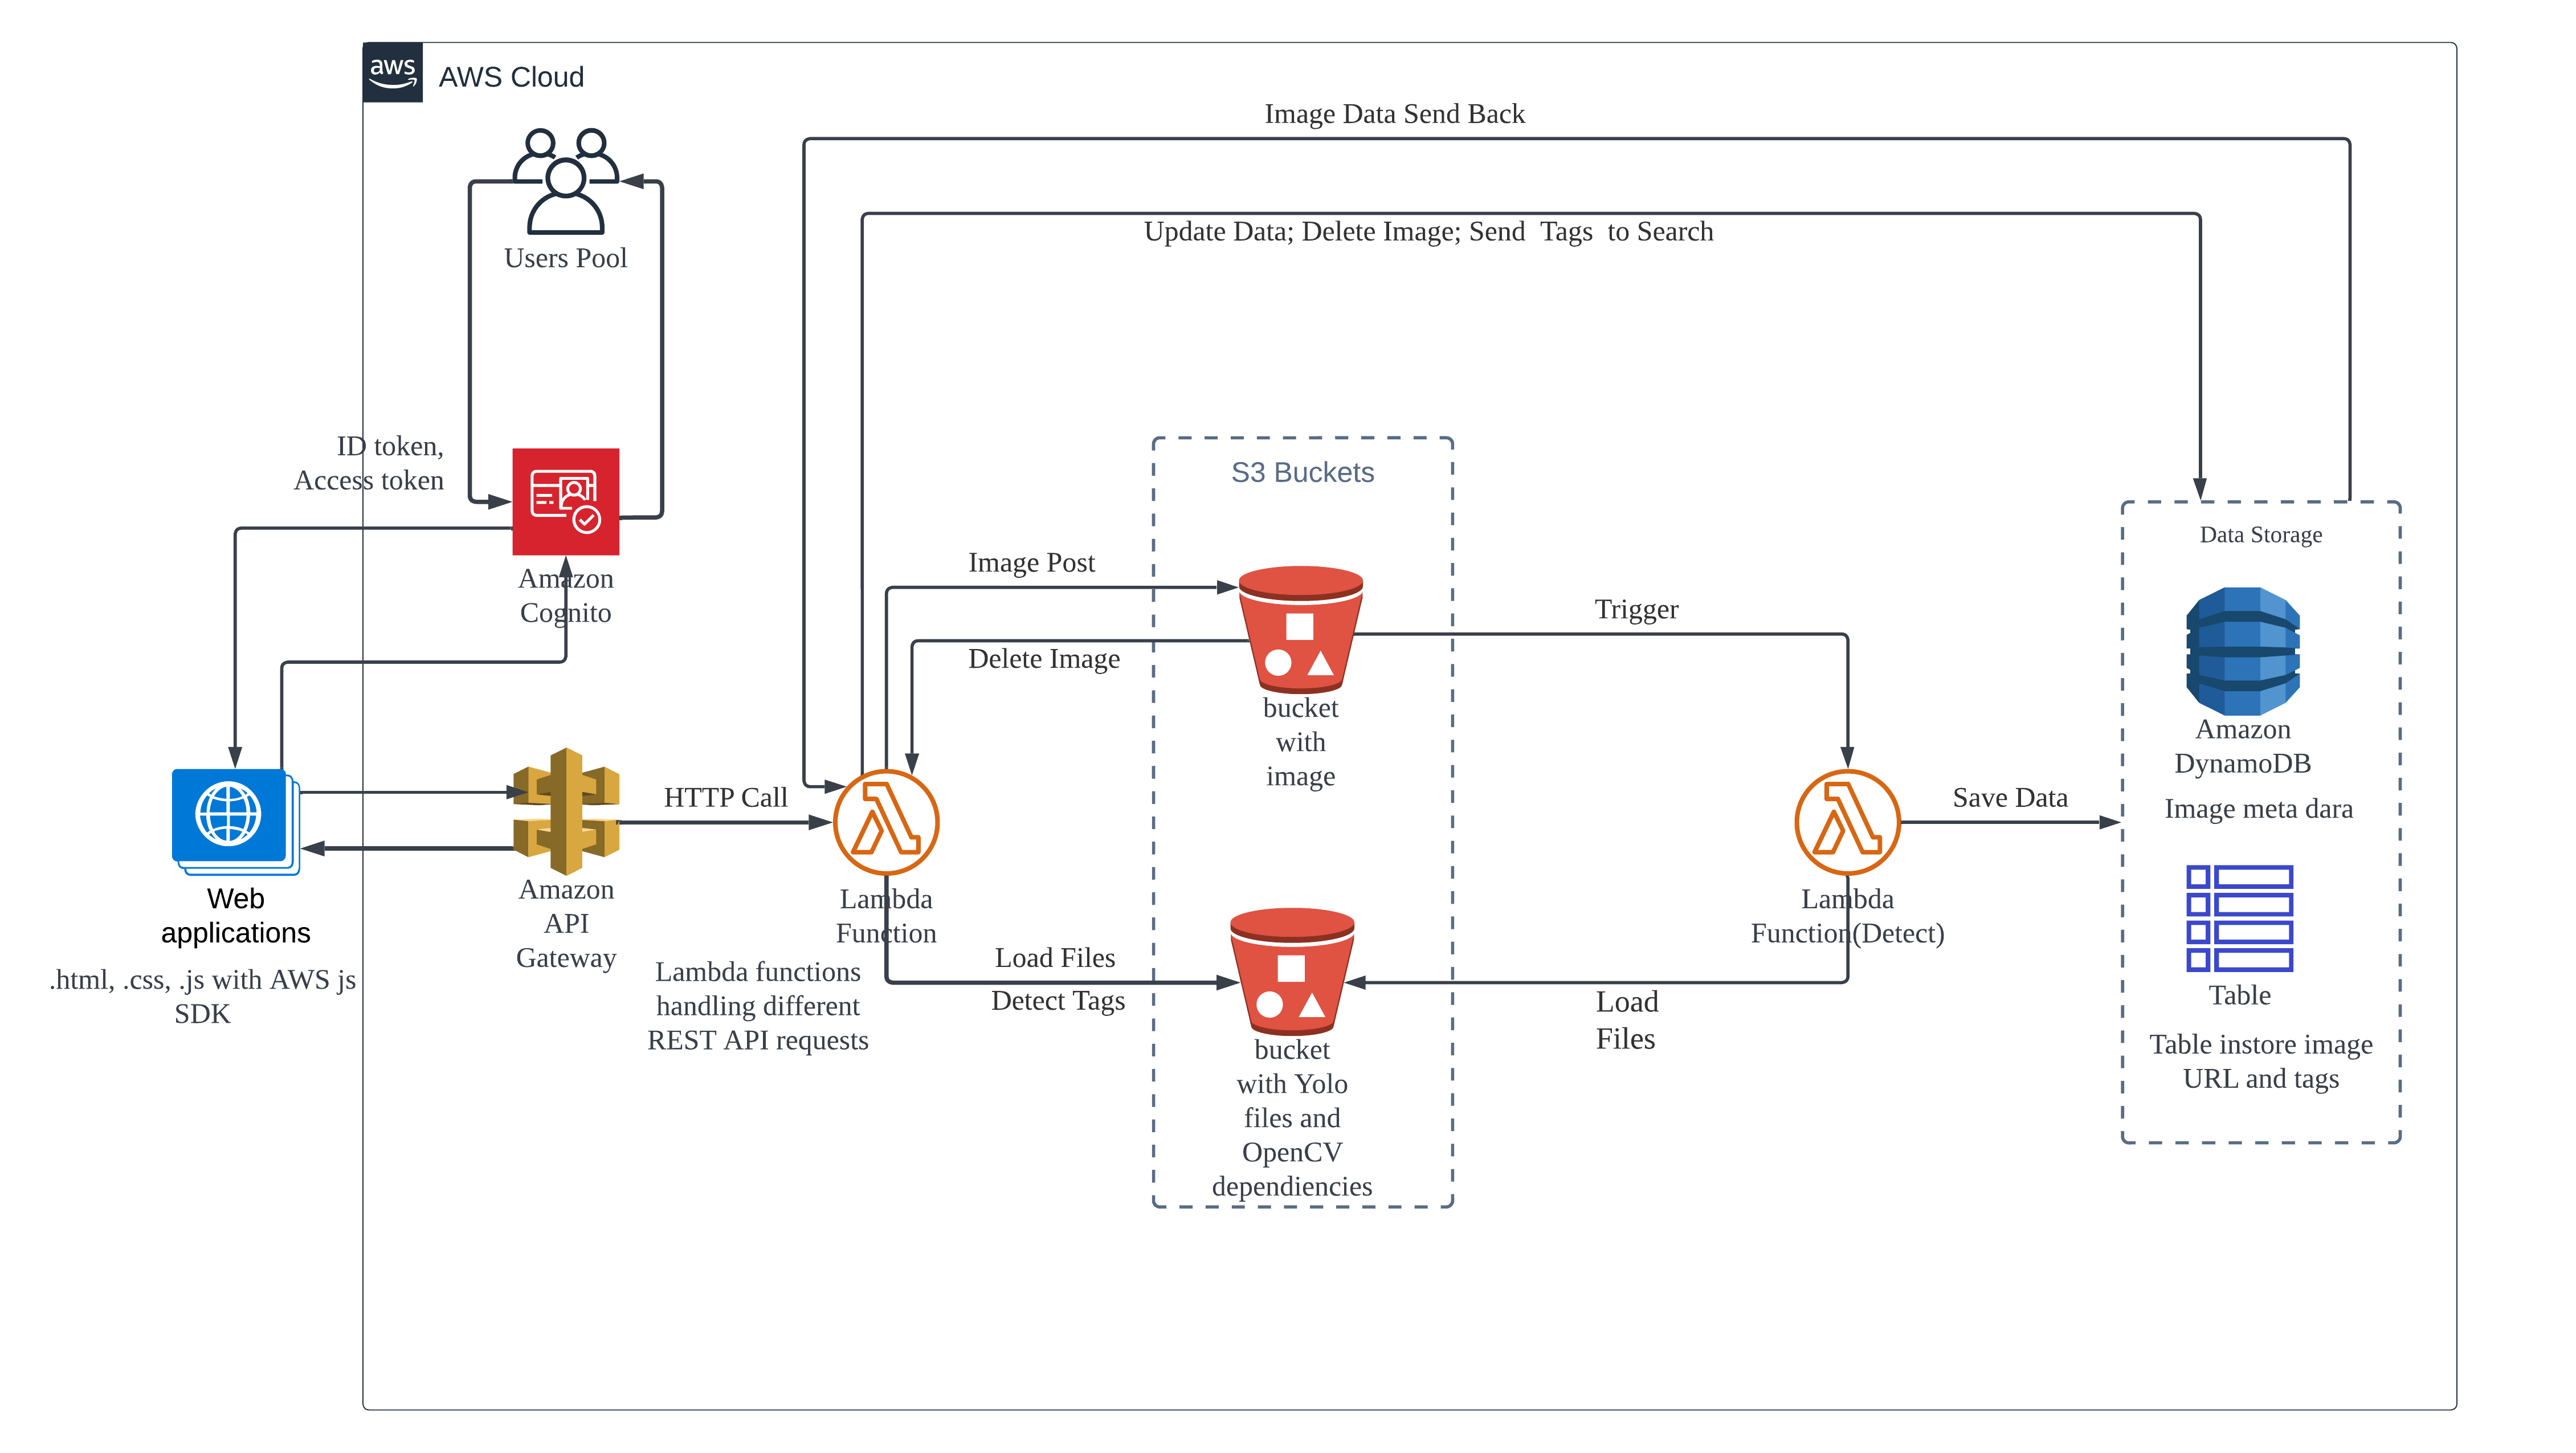 aws
AWS Cloud
Image Data Send Back
Update Data; Delete Image; Send Tags to Search
Users Pool
ID token,
Access token
Amazon
Cognito
S3 Buckets
Data Storage
Image Post
Delete Image
Trigger
bucket
with
image
Amazon
DynamoDB
Image meta dara
HTTP Call
Save Data
Web
applications
.html, .css, .js with AWS js
SDK
Amazon
API
Gateway
Lambda
Function
Lambda functions
handling different
REST API requests
Load Files
Detect Tags
Lambda
Function(Detect)
Load
Files
bucket
with Yolo
files and
OpenCV
dependiencies
Table
Table instore image
URL and tags